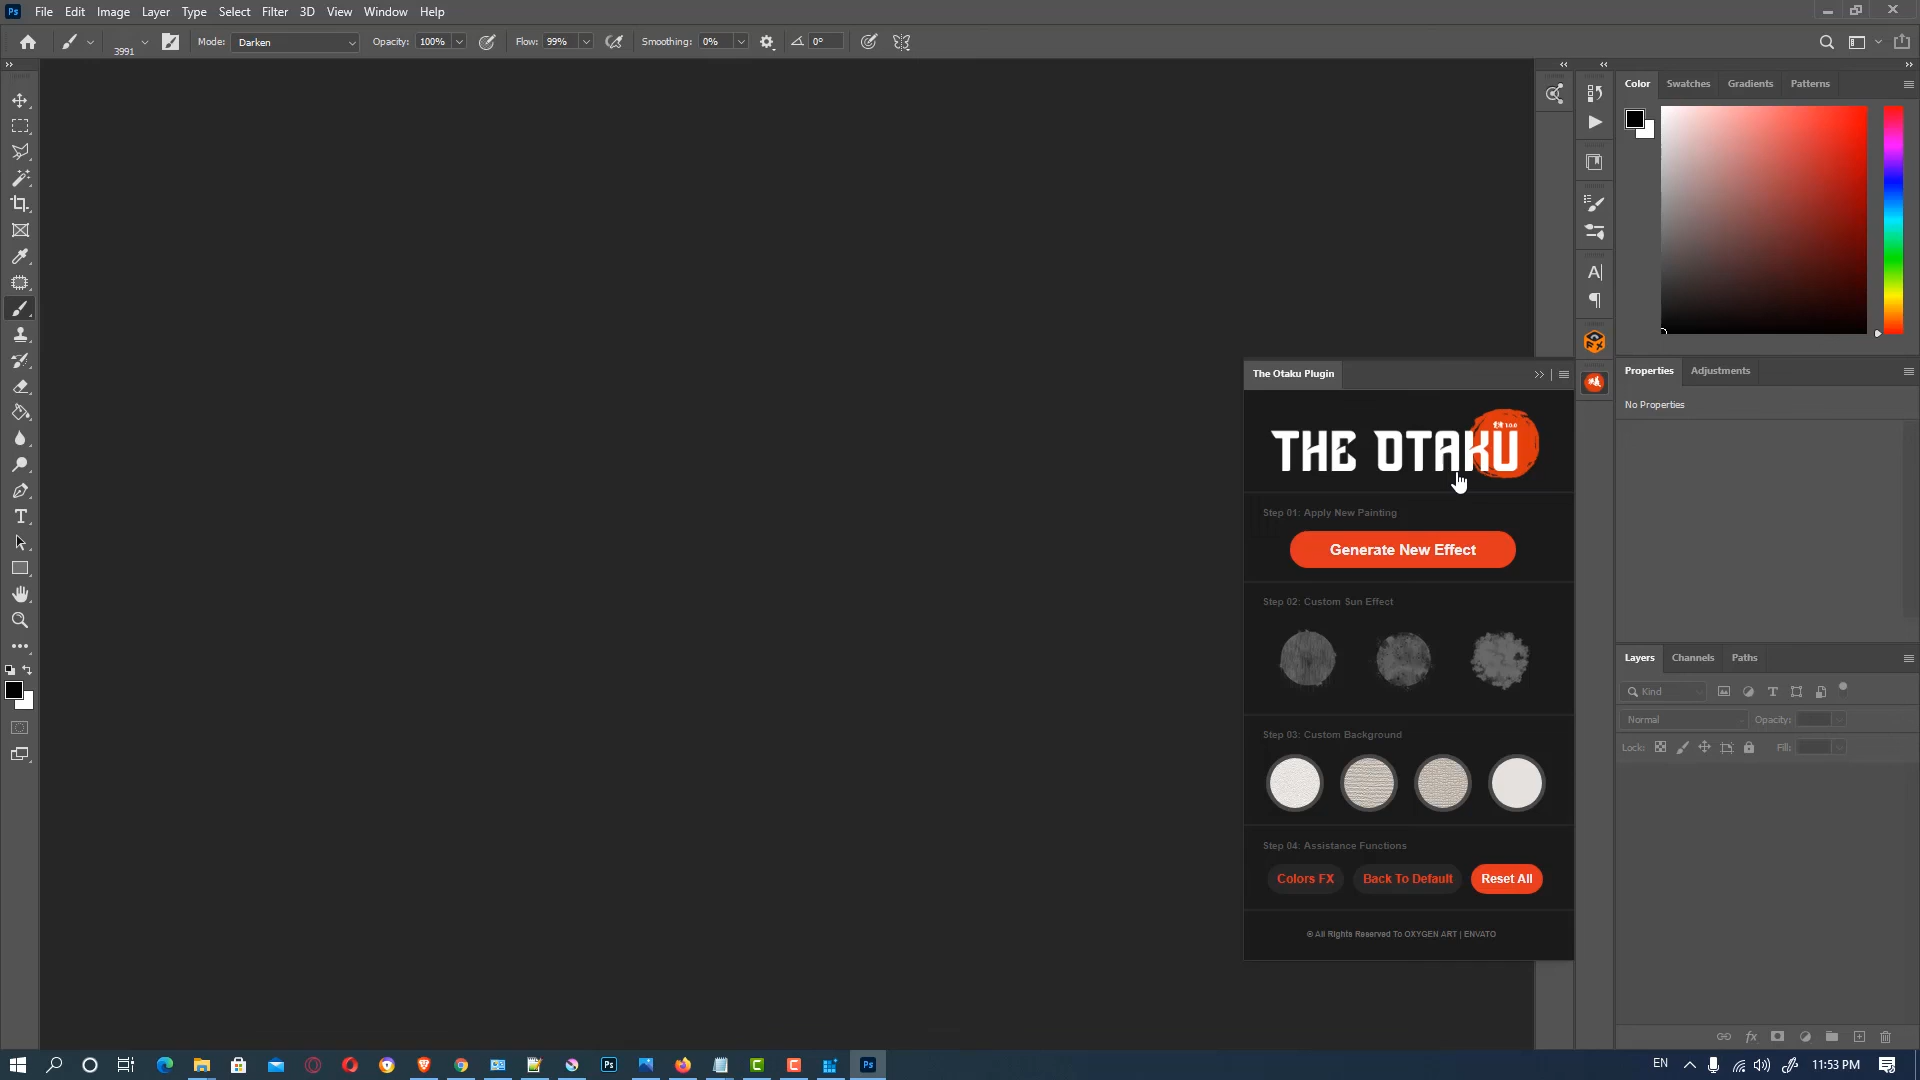 Ps File Edit Image Layer Type Select Filter 3D View Window Help
3991 Mode: Darken Opacity: 100% Flow: 99% Smoothing: 0% 0°
Color Swatches Gradients Patterns
The Otaku Plugin
1.0.0
THE OTAKU
Step 01: Apply New Painting
Generate New Effect
Step 02: Custom Sun Effect
Step 03: Custom Background
Step 04: Assistance Functions
Colors FX Back To Default Reset All
© All Rights Reserved To OXYGEN ART | ENVATO
Properties Adjustments
No Properties
Layers Channels Paths
Kind
Normal Opacity:
Lock: Fill:
EN 11:53 PM